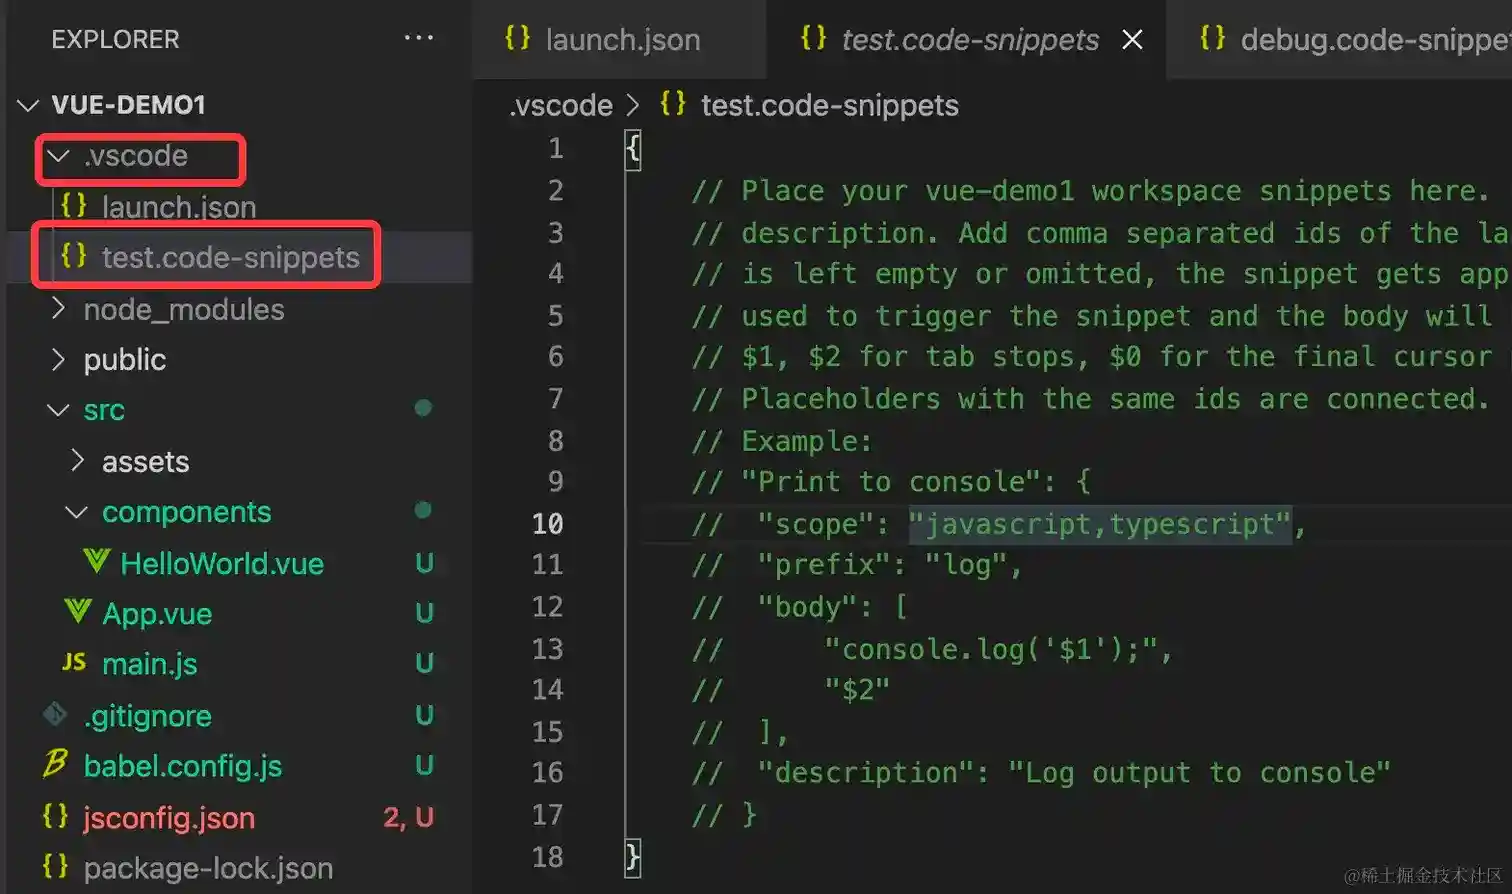 EXPLORER ···
VUE-DEMO1
.vscode
{} launch.json
{} test.code-snippets
node_modules
public
src
assets
components
HelloWorld.vue U
App.vue U
JS main.js U
.gitignore U
babel.config.js U
{} jsconfig.json 2, U
{} package-lock.json
{} launch.json {} test.code-snippets {} debug.code-snippe
.vscode > {} test.code-snippets
1 {
2 // Place your vue-demo1 workspace snippets here.
3 // description. Add comma separated ids of the la
4 // is left empty or omitted, the snippet gets app
5 // used to trigger the snippet and the body will
6 // $1, $2 for tab stops, $0 for the final cursor
7 // Placeholders with the same ids are connected.
8 // Example:
9 // "Print to console": {
10 // "scope": "javascript,typescript",
11 // "prefix": "log",
12 // "body": [
13 // "console.log('$1');",
14 // "$2"
15 // ],
16 // "description": "Log output to console"
17 // }
18 }
@稀土掘金技术社区